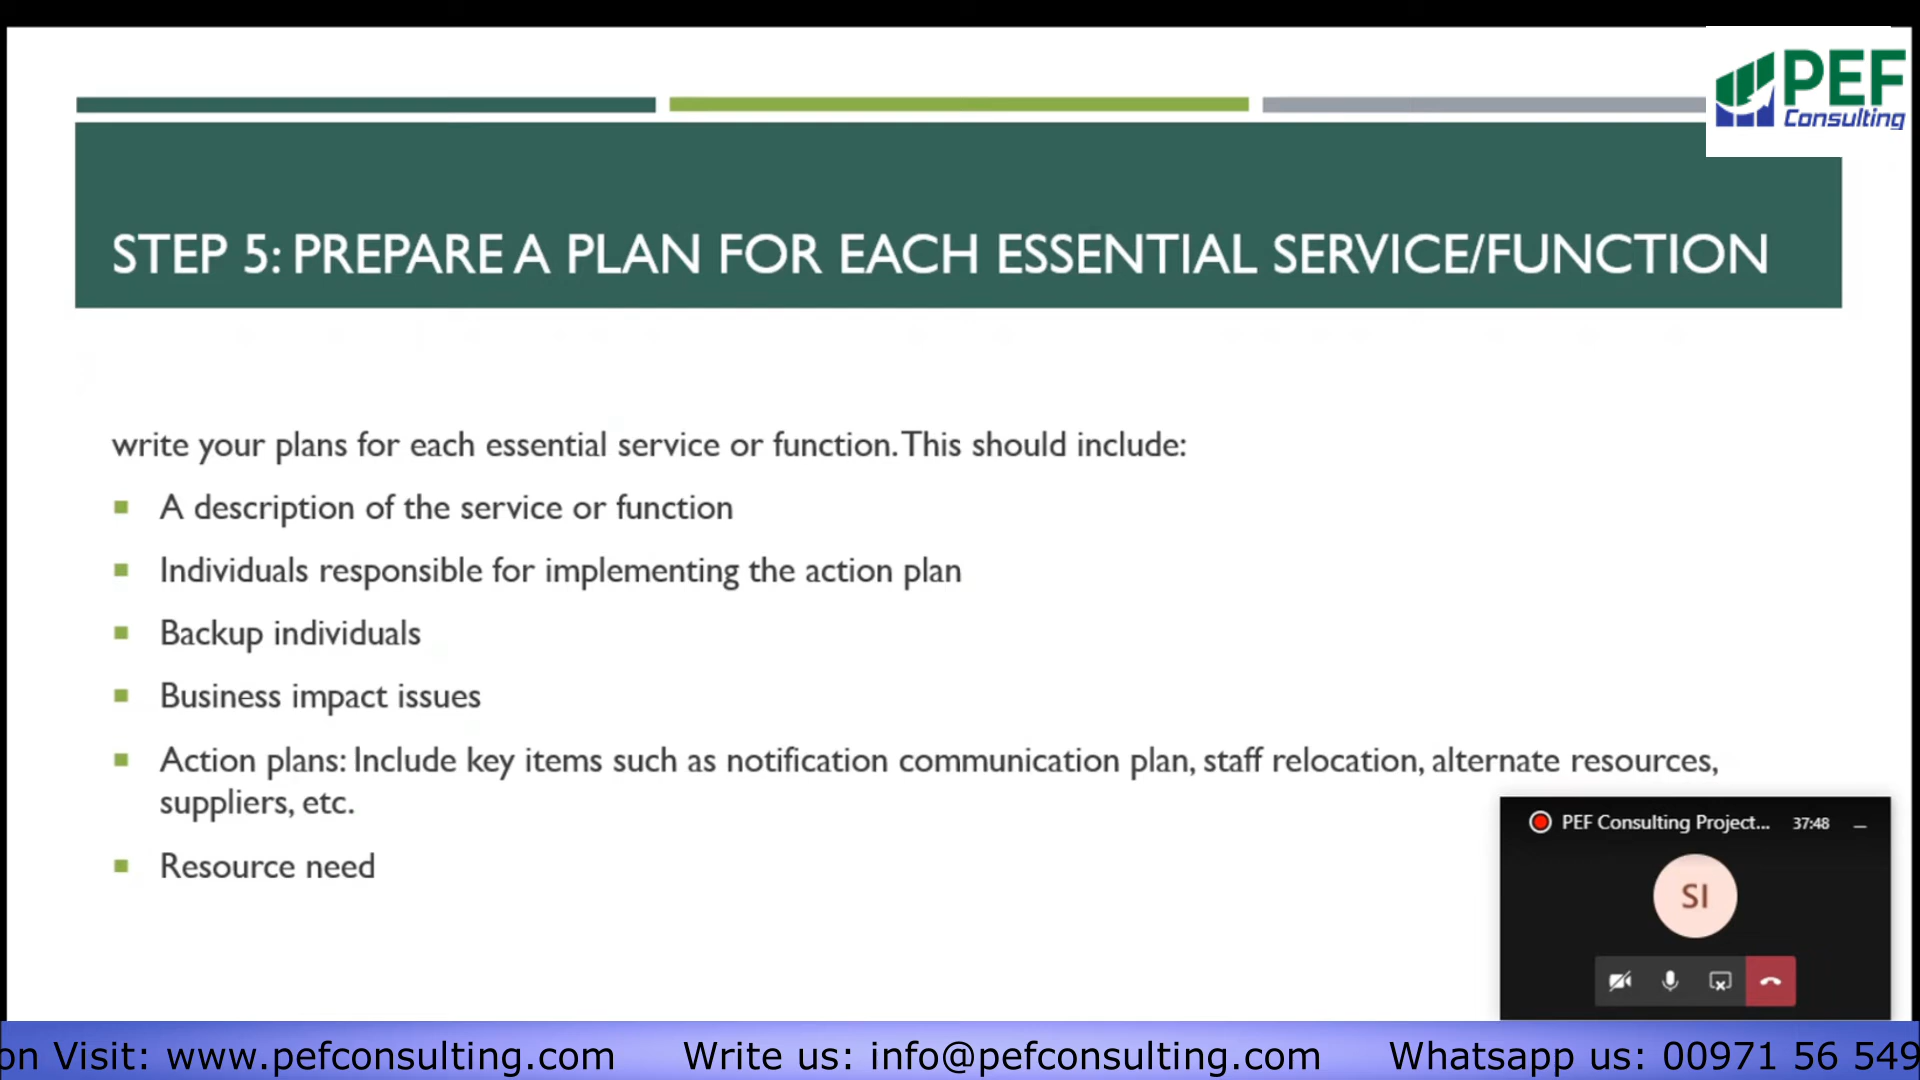 PEF
Consulting
STEP 5: PREPARE A PLAN FOR EACH ESSENTIAL SERVICE/FUNCTION
write your plans for each essential service or function. This should include:
A description of the service or function
Individuals responsible for implementing the action plan
Backup individuals
Business impact issues
Action plans: Include key items such as notification communication plan, staff relocation, alternate resources,
suppliers, etc.
Resource need
PEF Consulting Project... 37:48
SI
on Visit: www.pefconsulting.com Write us: info@pefconsulting.com Whatsapp us: 00971 56 549